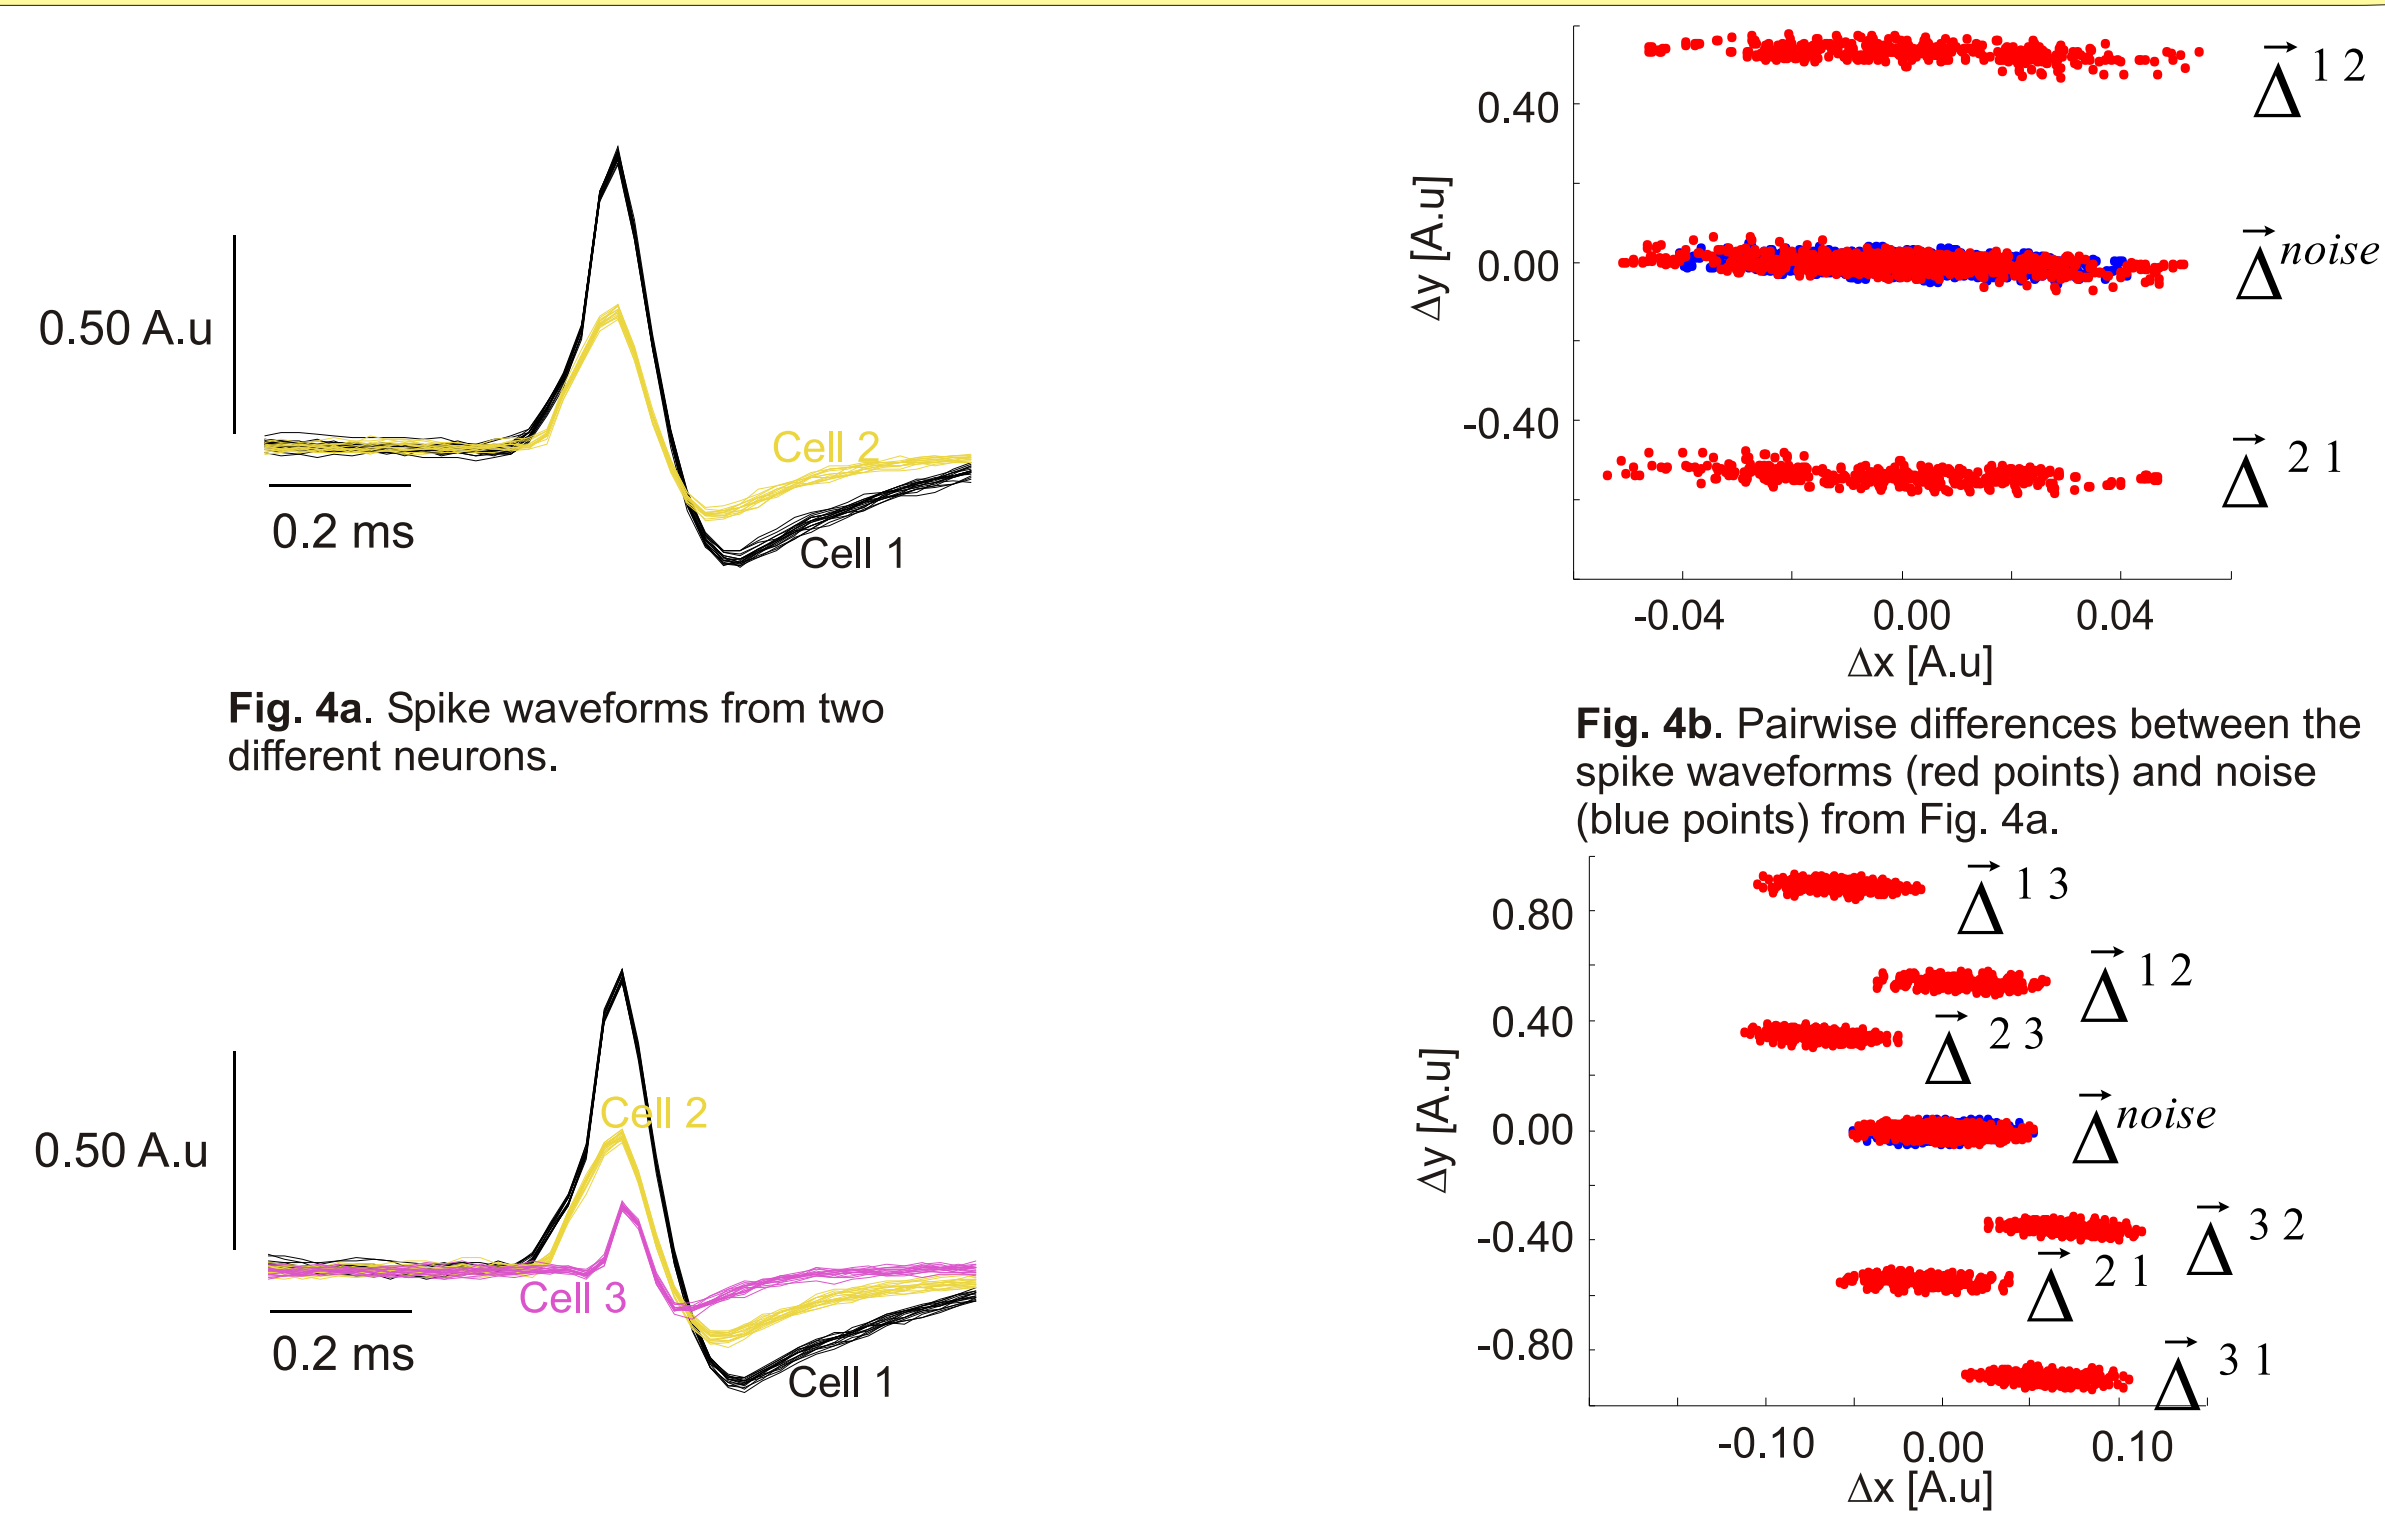 0.50 A.u
0.2 ms
Cell 2
Cell 1
Fig. 4a. Spike waveforms from two
different neurons.
0.40
0.00
-0.40
Δy [A.u]
-0.04
0.00
0.04
Δx [A.u]
Δ 1 2
Δ noise
Δ 2 1
Fig. 4b. Pairwise differences between the
spike waveforms (red points) and noise
(blue points) from Fig. 4a.
0.50 A.u
0.2 ms
Cell 2
Cell 3
Cell 1
0.80
0.40
0.00
-0.40
-0.80
Δy [A.u]
-0.10
0.00
0.10
Δx [A.u]
Δ 1 3
Δ 1 2
Δ 2 3
Δ noise
Δ 3 2
Δ 2 1
Δ 3 1